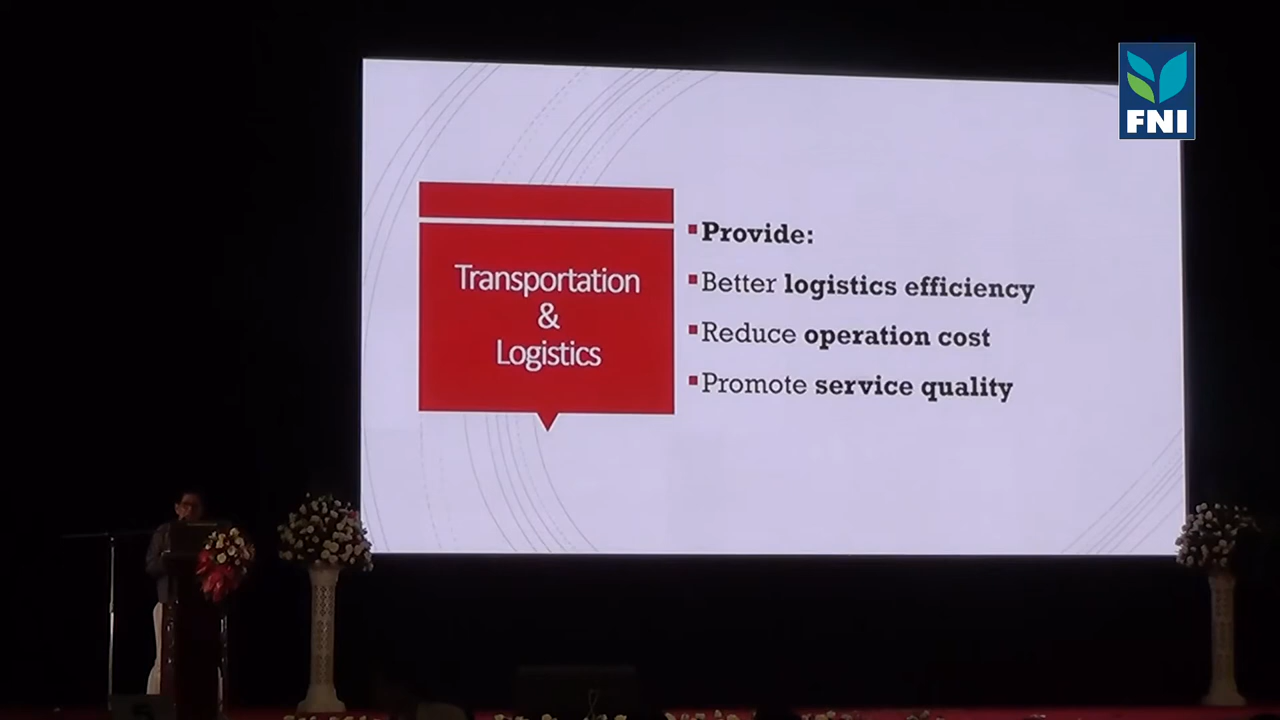 FNI
Transportation
&
Logistics
Provide:
Better logistics efficiency
Reduce operation cost
Promote service quality